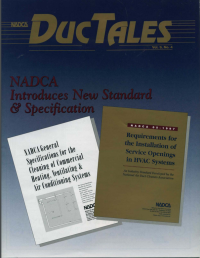 NADCA
DUCTALES
NADCA
Introduces New Standard
& Specification
NADCA General
Specifications for the
Cleaning of Commercial
Heating, Ventilating &
Air Conditioning Systems
NADCA
Requirements for
the Installation of
Service Openings
in HVAC Systems
NADCA